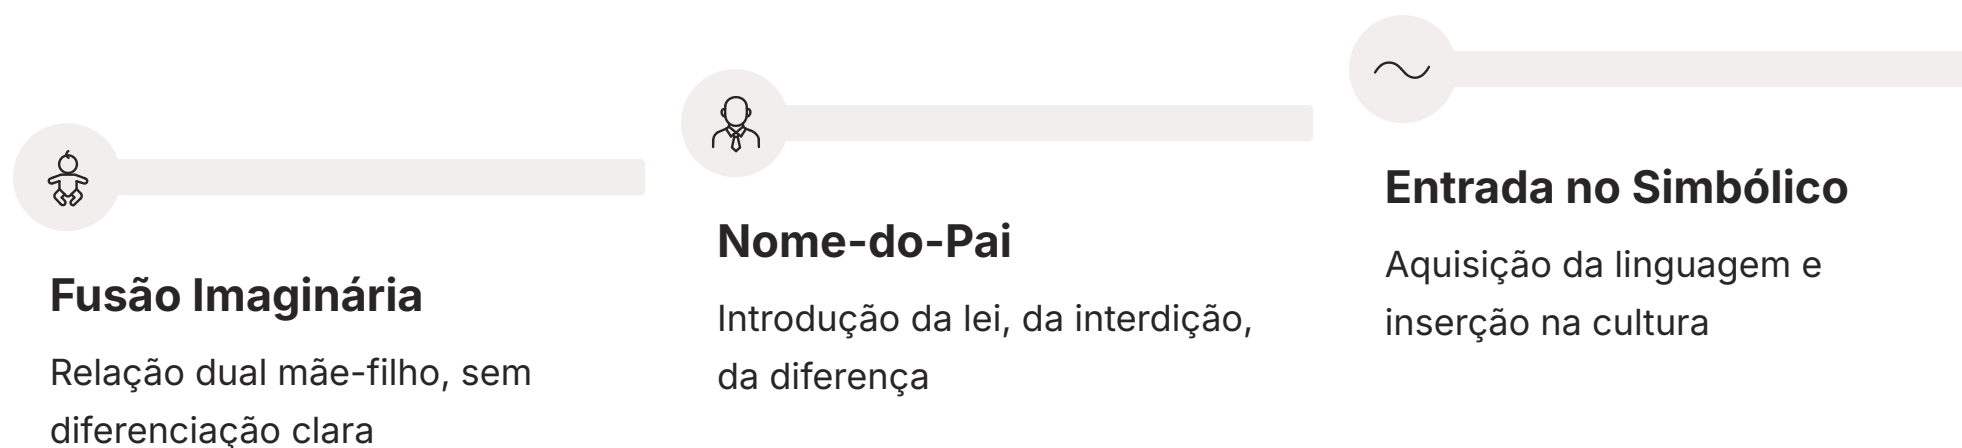 Fusão Imaginária
Relação dual mãe-filho, sem
diferenciação clara
Nome-do-Pai
Introdução da lei, da interdição,
da diferença
Entrada no Simbólico
Aquisição da linguagem e
inserção na cultura